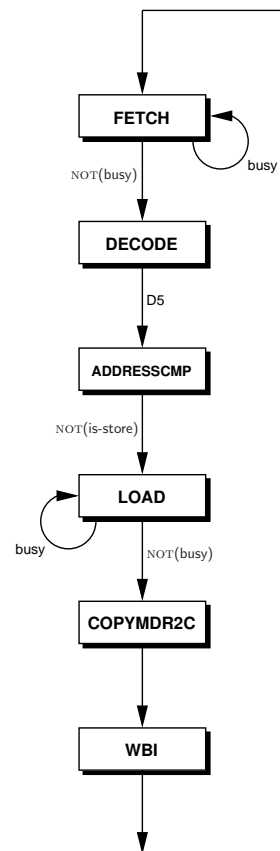 FETCH
busy
NOT(busy)
DECODE
D5
ADDRESSCMP
NOT(is-store)
LOAD
busy
NOT(busy)
COPYMDR2C
WBI